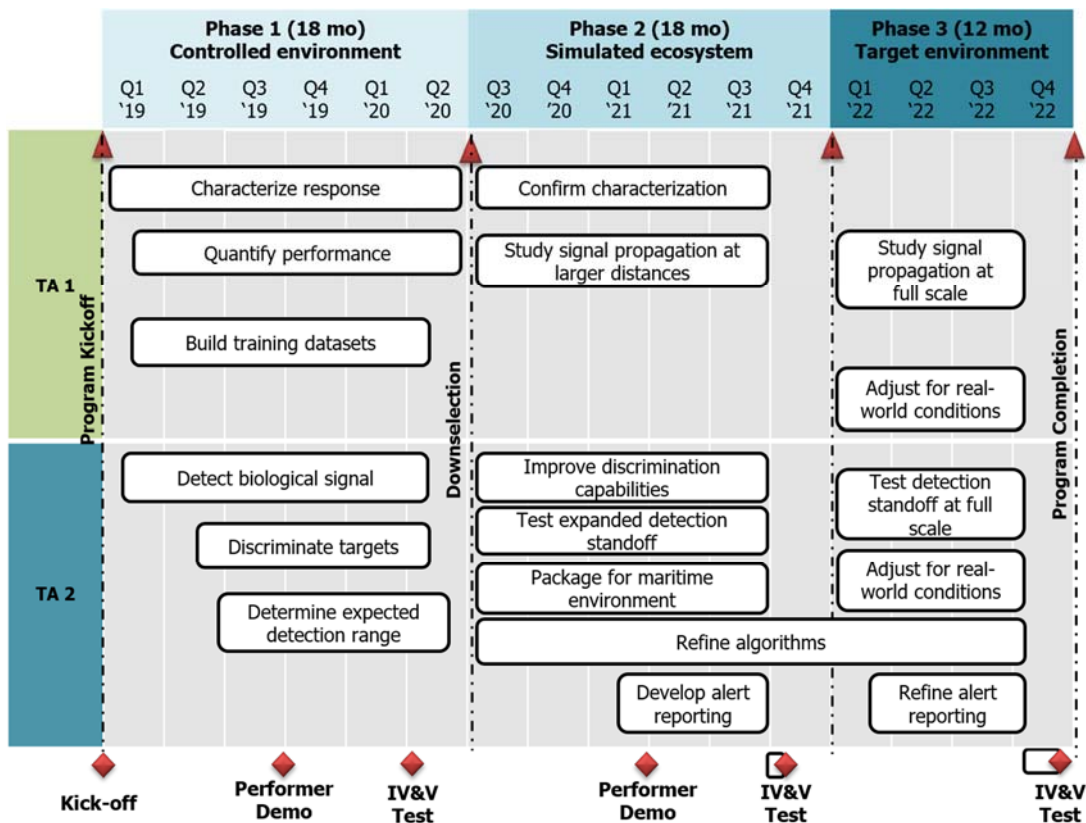 Phase 1 (18 mo)
Controlled environment
Phase 2 (18 mo)
Simulated ecosystem
Phase 3 (12 mo)
Target environment
Q1 Q2 Q3 Q4 Q1 Q2 Q3 Q4 Q1 Q2 Q3 Q4 Q1 Q2 Q3 Q4
‘19 ‘19 ‘19 ‘19 ‘20 ‘20 ‘20 ‘20 ‘21 ‘21 ‘21 ‘21 ‘22 ‘22 ‘22 ‘22
TA 1
Program Kickoff
Characterize response
Quantify performance
Build training datasets
Downselection
Confirm characterization
Study signal propagation at
larger distances
Study signal
propagation at
full scale
Adjust for real-
world conditions
Program Completion
TA 2
Detect biological signal
Discriminate targets
Determine expected
detection range
Improve discrimination
capabilities
Test expanded detection
standoff
Package for maritime
environment
Refine algorithms
Develop alert
reporting
Test detection
standoff at full
scale
Adjust for real-
world conditions
Refine alert
reporting
Kick-off
Performer
Demo
IV&V
Test
Performer
Demo
IV&V
Test
IV&V
Test